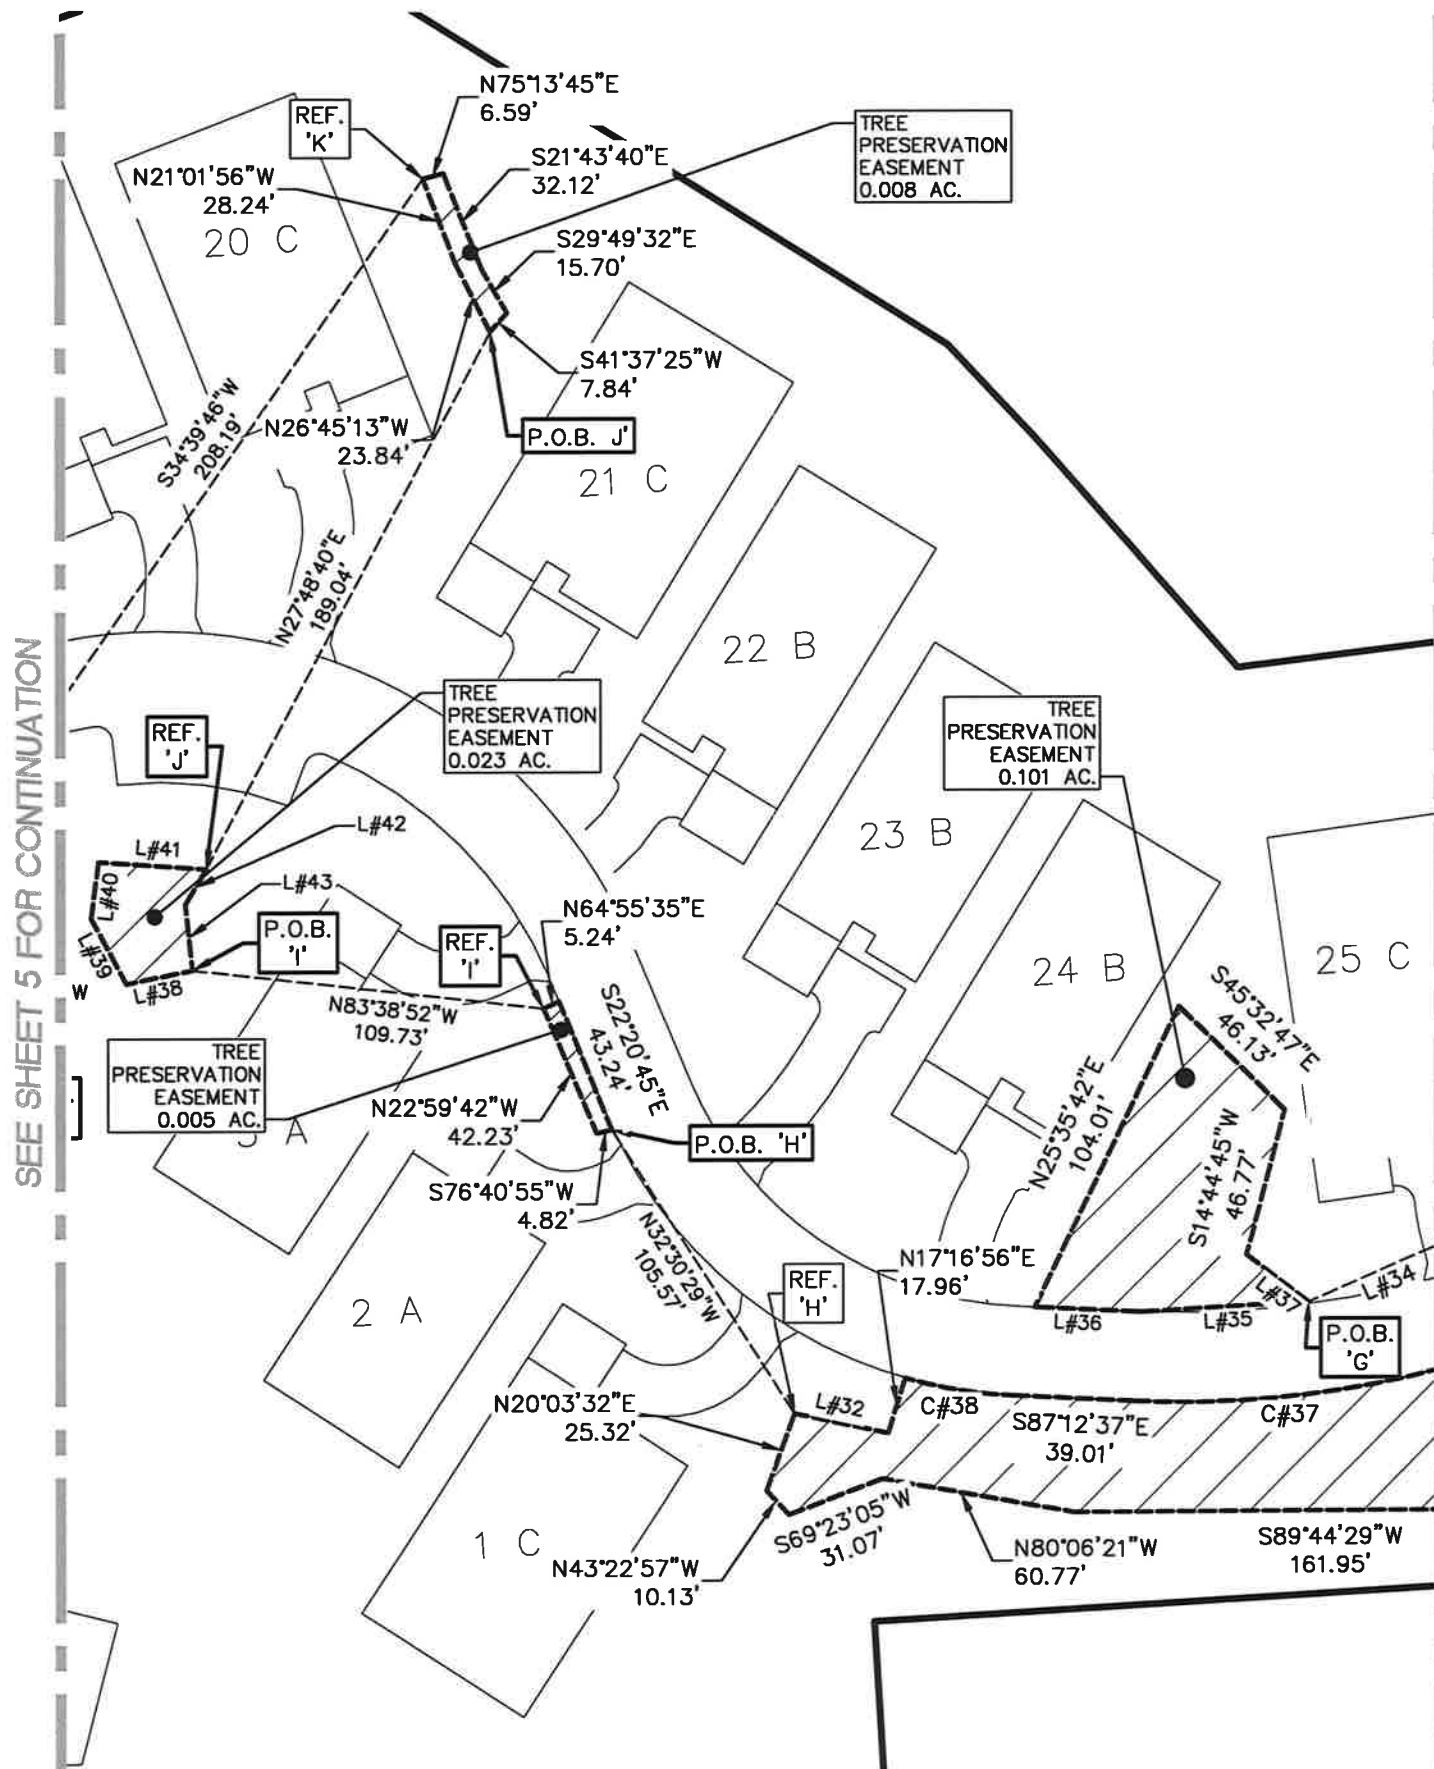 N75°13'45"E
6.59'
REF.
'K'
TREE
PRESERVATION
EASEMENT
0.008 AC.
S21°43'40"E
32.12'
N21°01'56"W
28.24'
20 C
S29°49'32"E
15.70'
S41°37'25"W
7.84'
S34°39'46"W
208.19'
N26°45'13"W
23.84'
P.O.B. J'
21 C
N27°48'40"E
189.04'
22 B
SEE SHEET 5 FOR CONTINUATION
TREE
PRESERVATION
EASEMENT
0.023 AC.
REF.
'J'
TREE
PRESERVATION
EASEMENT
0.101 AC.
L#42
L#41
23 B
L#43
L#40
N64°55'35"E
5.24'
P.O.B.
'I'
REF.
'I'
L#39
L#38
W
24 B
25 C
N83°38'52"W
109.73'
S22°20'45"E
43.24'
S45°32'47"E
46.13'
TREE
PRESERVATION
EASEMENT
0.005 AC.
A
N22°59'42"W
42.23'
P.O.B. 'H'
N25°35'42"E
104.01'
S14°44'45"W
46.77'
S76°40'55"W
4.82'
N32°30'29"W
105.57'
REF.
'H'
N17°16'56"E
17.96'
L#37
L#34
L#36
L#35
2 A
P.O.B.
'G'
N20°03'32"E
25.32'
L#32
C#38
S87°12'37"E
39.01'
C#37
S69°23'05"W
31.07'
1 C
N43°22'57"W
10.13'
N80°06'21"W
60.77'
S89°44'29"W
161.95'